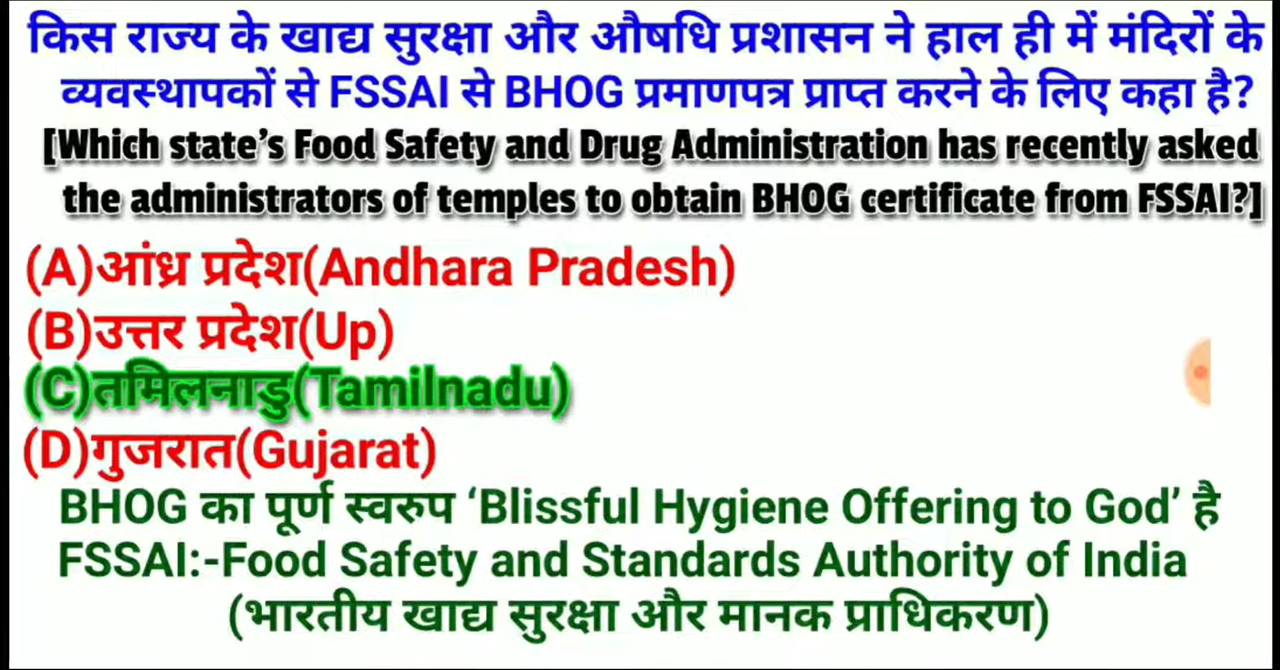 किस राज्य के खाद्य सुरक्षा और औषधि प्रशासन ने हाल ही में मंदिरों के
व्यवस्थापकों से FSSAI से BHOG प्रमाणपत्र प्राप्त करने के लिए कहा है?
[Which state’s Food Safety and Drug Administration has recently asked
the administrators of temples to obtain BHOG certificate from FSSAI?]
(A)आंध्र प्रदेश(Andhara Pradesh)
(B)उत्तर प्रदेश(Up)
(C)तमिलनाडु(Tamilnadu)
(D)गुजरात(Gujarat)
BHOG का पूर्ण स्वरुप ‘Blissful Hygiene Offering to God’ है
FSSAI:-Food Safety and Standards Authority of India
(भारतीय खाद्य सुरक्षा और मानक प्राधिकरण)